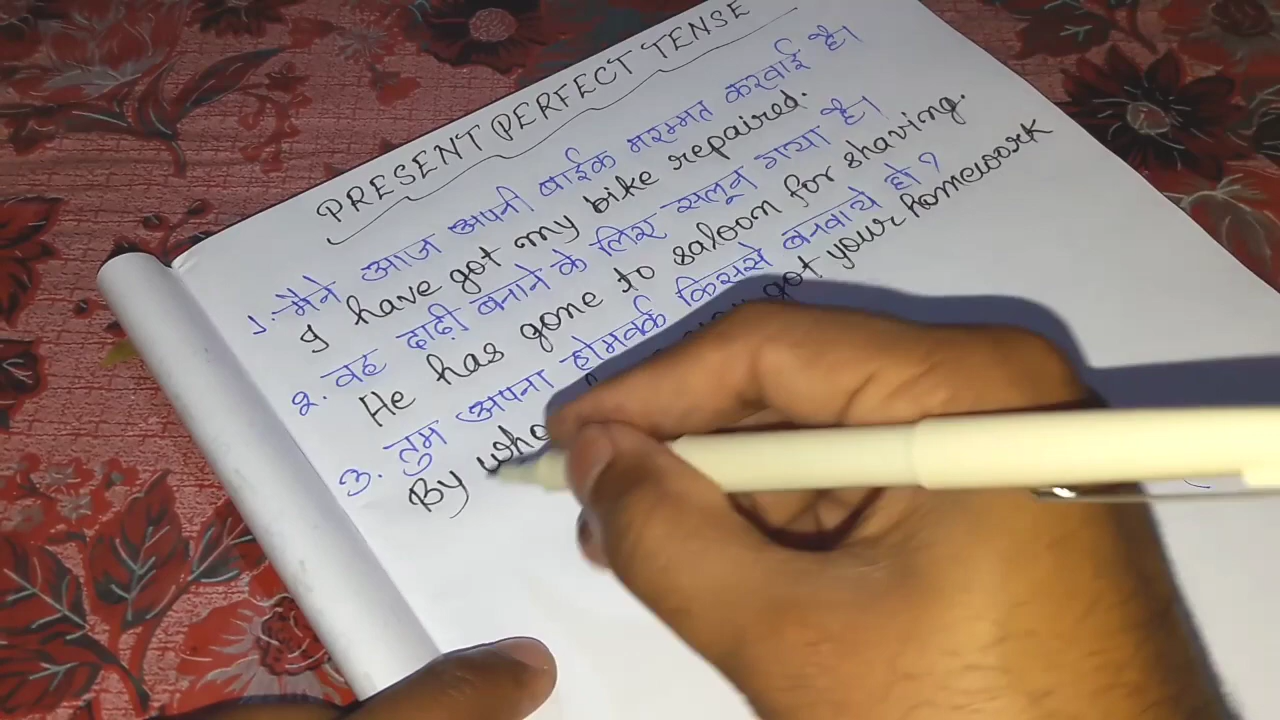 PRESENT PERFECT TENSE
1. मैने आज अपनी बाईक मरम्मत करवाई है।
I have got my bike repaired.
2. वह दाढ़ी बनाने के लिए सलून गया है।
He has gone to saloon for shaving.
3. तुम अपना होमवर्क किससे बनवाये हो ?
By got your homewoork